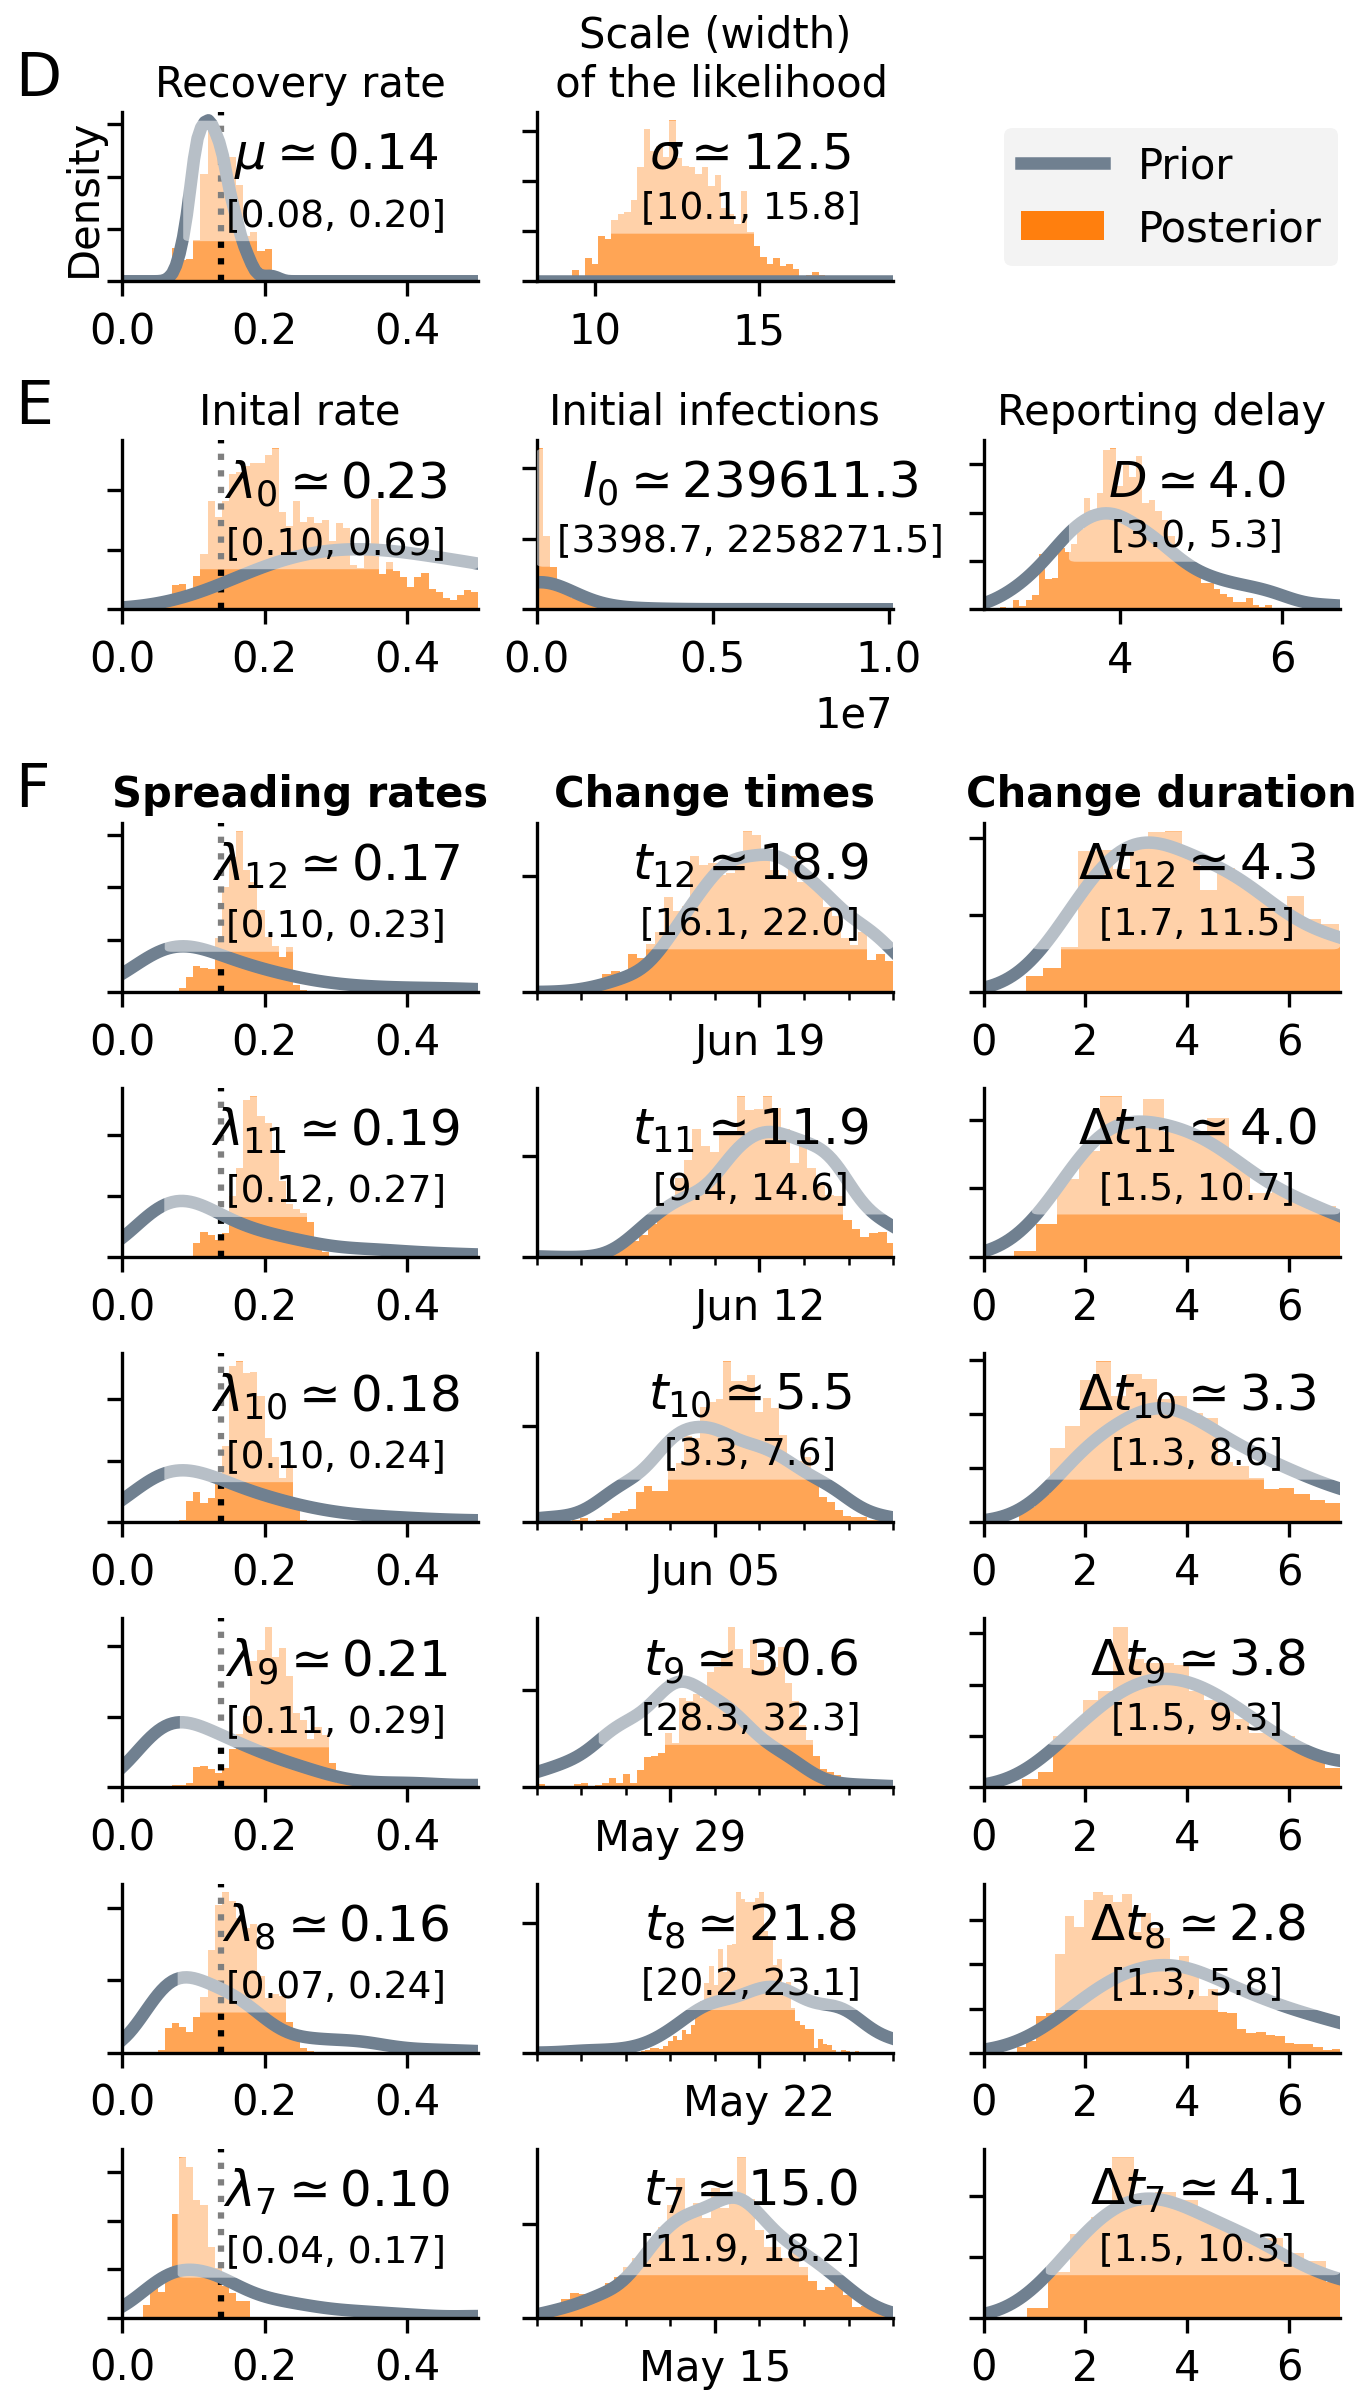 D
Recovery rate
Scale (width)
of the likelihood
Density
μ ≃ 0.14
[0.08, 0.20]
0.0 0.2 0.4
σ ≃ 12.5
[10.1, 15.8]
10 15
Prior
Posterior
E
Inital rate
Initial infections
Reporting delay
λ0 ≃ 0.23
[0.10, 0.69]
0.0 0.2 0.4
I0 ≃ 239611.3
[3398.7, 2258271.5]
0.0 0.5 1.0
1e7
D ≃ 4.0
[3.0, 5.3]
4 6
F
Spreading rates
Change times
Change duration
λ12 ≃ 0.17
[0.10, 0.23]
0.0 0.2 0.4
t12 ≃ 18.9
[16.1, 22.0]
Jun 19
Δt12 ≃ 4.3
[1.7, 11.5]
0 2 4 6
λ11 ≃ 0.19
[0.12, 0.27]
0.0 0.2 0.4
t11 ≃ 11.9
[9.4, 14.6]
Jun 12
Δt11 ≃ 4.0
[1.5, 10.7]
0 2 4 6
λ10 ≃ 0.18
[0.10, 0.24]
0.0 0.2 0.4
t10 ≃ 5.5
[3.3, 7.6]
Jun 05
Δt10 ≃ 3.3
[1.3, 8.6]
0 2 4 6
λ9 ≃ 0.21
[0.11, 0.29]
0.0 0.2 0.4
t9 ≃ 30.6
[28.3, 32.3]
May 29
Δt9 ≃ 3.8
[1.5, 9.3]
0 2 4 6
λ8 ≃ 0.16
[0.07, 0.24]
0.0 0.2 0.4
t8 ≃ 21.8
[20.2, 23.1]
May 22
Δt8 ≃ 2.8
[1.3, 5.8]
0 2 4 6
λ7 ≃ 0.10
[0.04, 0.17]
0.0 0.2 0.4
t7 ≃ 15.0
[11.9, 18.2]
May 15
Δt7 ≃ 4.1
[1.5, 10.3]
0 2 4 6